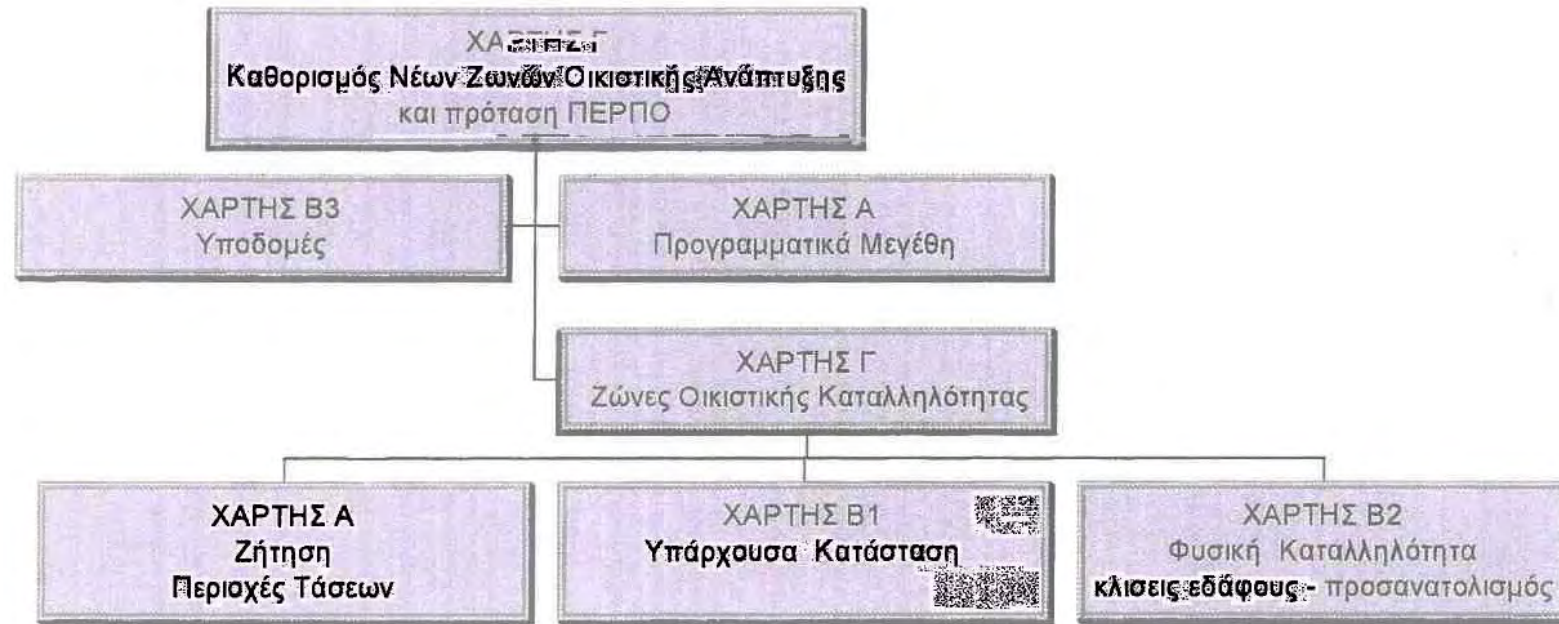 Καθορισμός Νέων Ζωνών Οικιστικής Ανάπτυξης
και πρόταση ΠΕΡΠΟ
ΧΑΡΤΗΣ Β3
Υποδομές
ΧΑΡΤΗΣ Α
Προγραμματικά Μεγέθη
ΧΑΡΤΗΣ Γ
Ζώνες Οικιστικής Καταλληλότητας
ΧΑΡΤΗΣ Α
Ζήτηση
Περιοχές Τάσεων
ΧΑΡΤΗΣ Β1
Υπάρχουσα Κατάσταση
ΧΑΡΤΗΣ Β2
Φυσική Καταλληλότητα
κλισεις εδάφους - προσανατολισμός